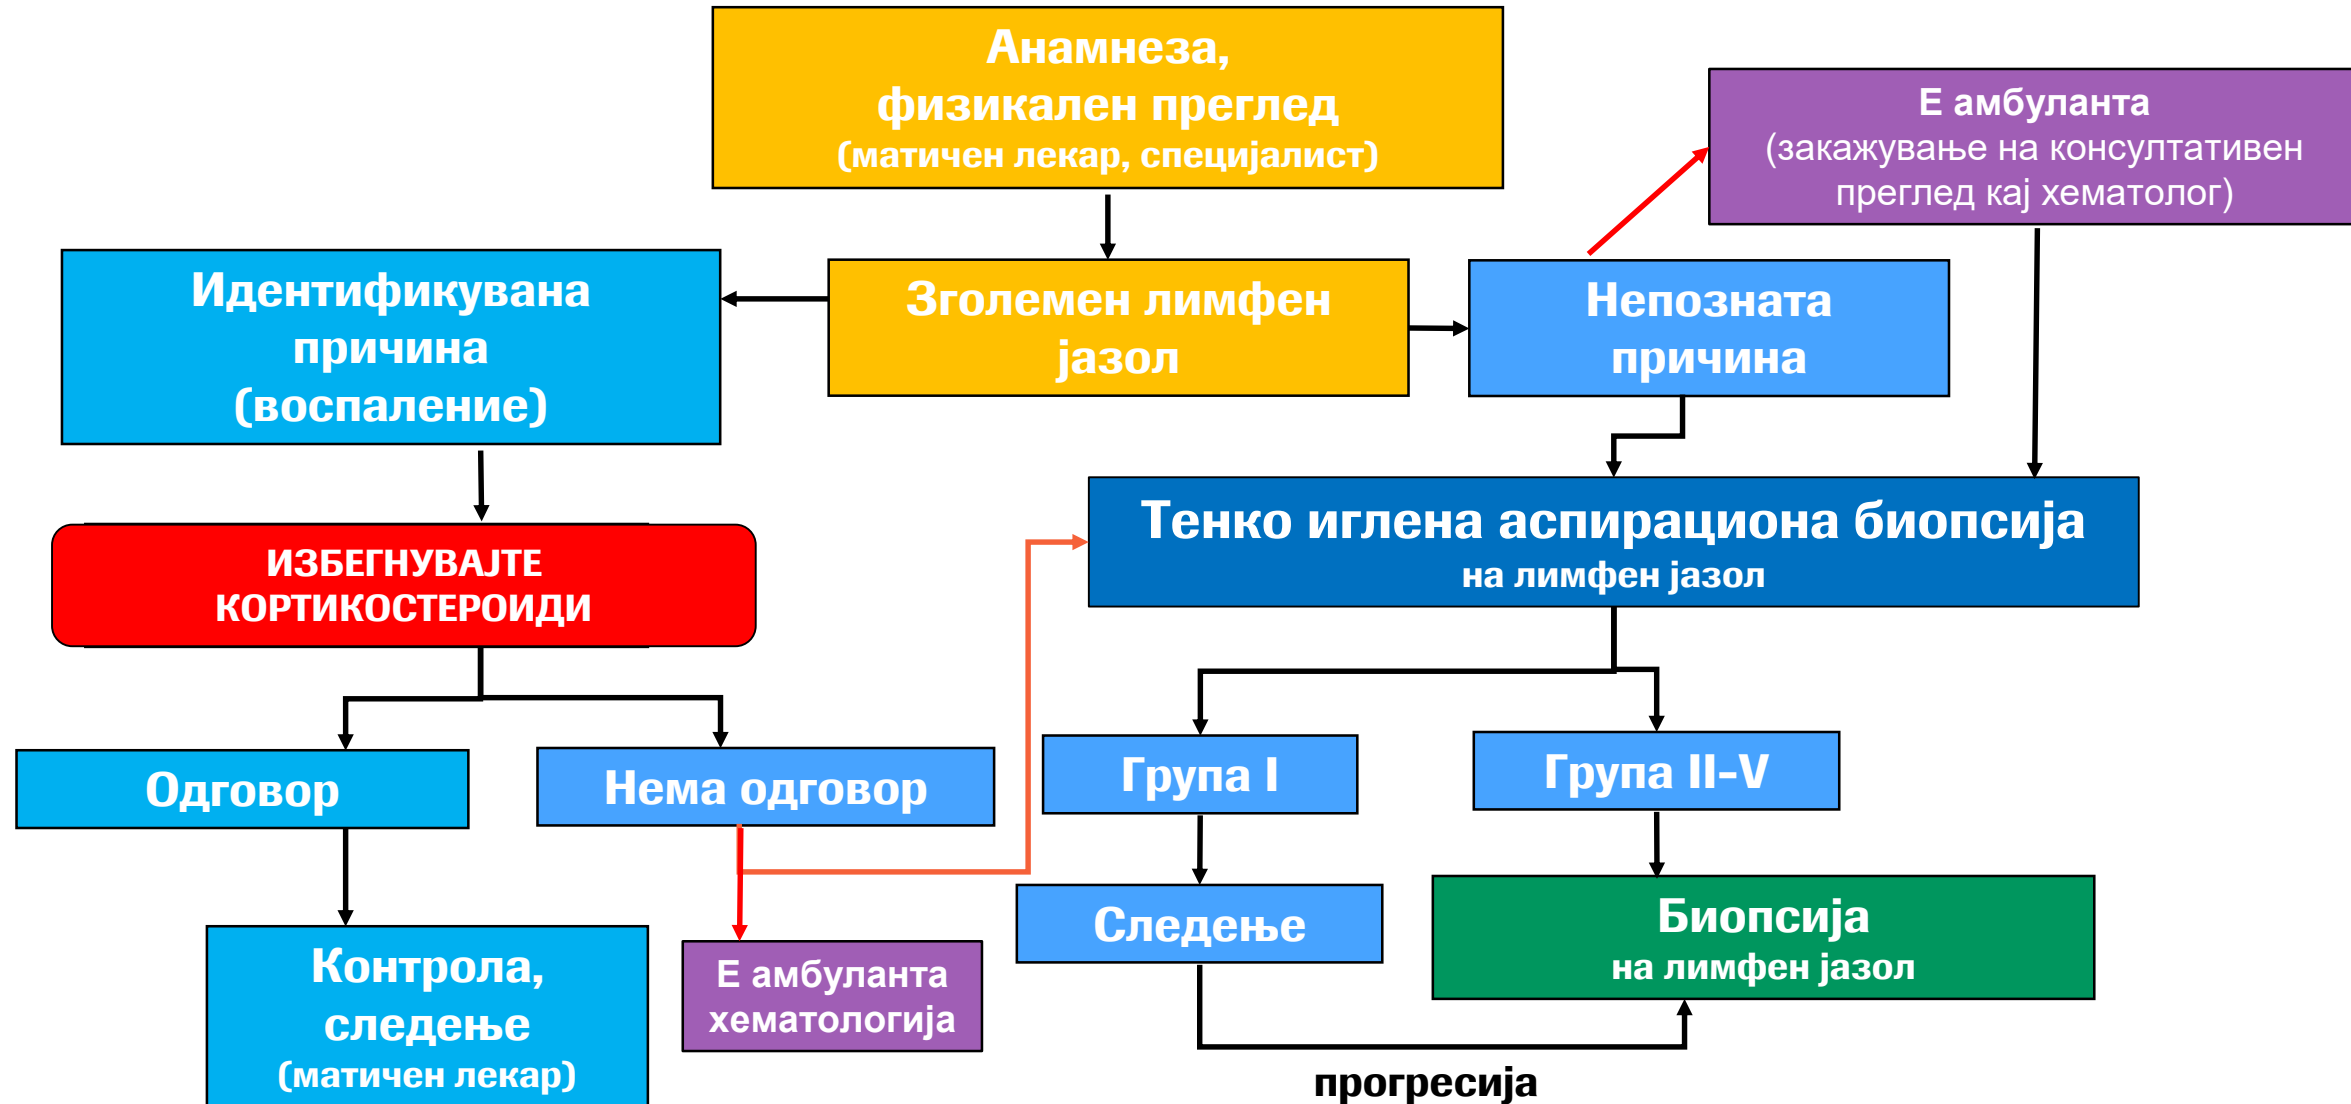 Анамнеза,
физикален преглед
(матичен лекар, специјалист)
Е амбуланта
(закажување на консултативен
преглед кај хематолог)
Идентификувана
причина
(воспаление)
Зголемен лимфен
јазол
Непозната
причина
ИЗБЕГНУВАЈТЕ
КОРТИКОСТЕРОИДИ
Тенко иглена аспирациона биопсија
на лимфен јазол
Одговор
Нема одговор
Група I
Група II-V
Контрола,
следење
(матичен лекар)
Е амбуланта
хематологија
Следење
Биопсија
на лимфен јазол
прогресија